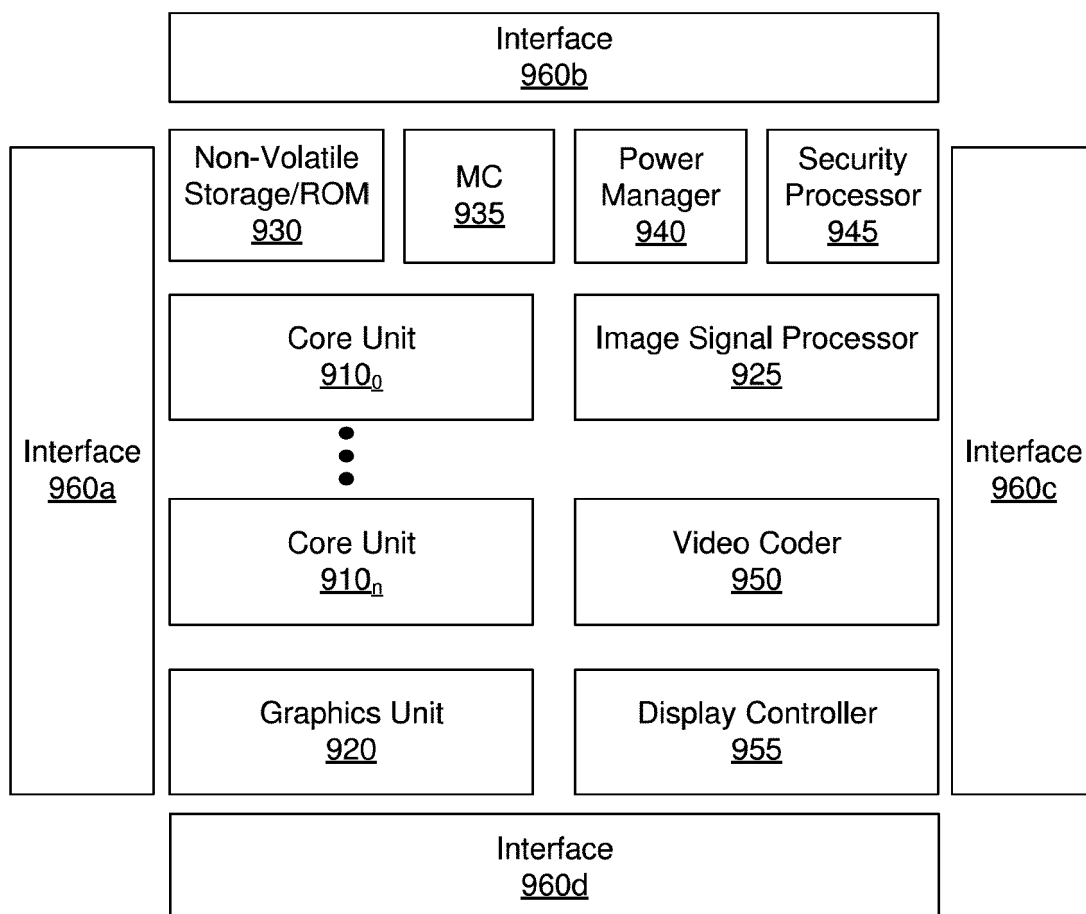 Interface
960b
Non-Volatile
Storage/ROM
930
MC
935
Power
Manager
940
Security
Processor
945
Interface
960a
Core Unit
910₀
Image Signal Processor
925
Interface
960c
Core Unit
910ₙ
Video Coder
950
Graphics Unit
920
Display Controller
955
Interface
960d